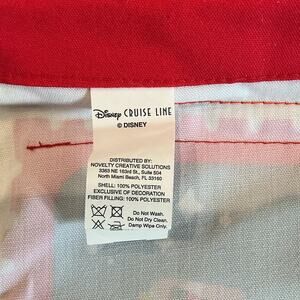 Disney CRUISE LINE
© DISNEY
DISTRIBUTED BY:
NOVELTY CREATIVE SOLUTIONS
3363 NE 163rd St., Suite 504
North Miami Beach, FL 33160
SHELL: 100% POLYESTER
EXCLUSIVE OF DECORATION
FIBER FILLING: 100% POLYESTER
Do Not Wash.
Do Not Dry Clean.
Damp Wipe Only.